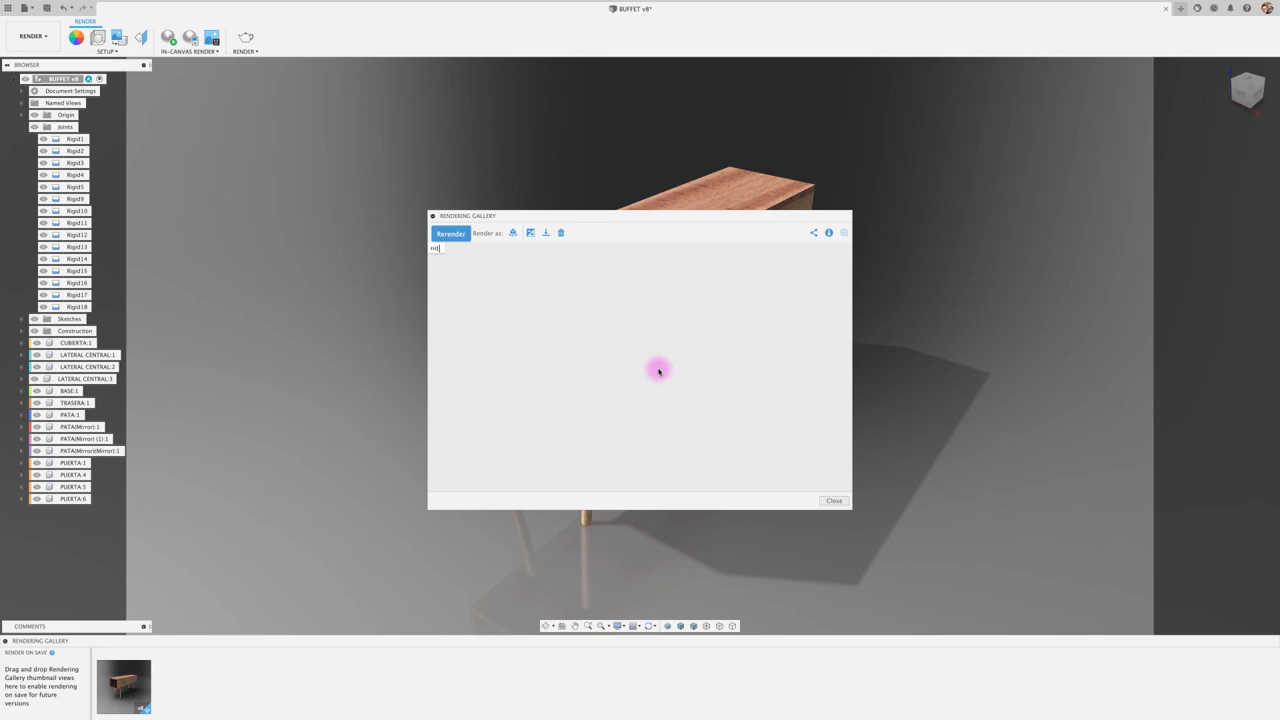 BUFFET v8*
RENDER
RENDER ▾
SETUP ▾
IN-CANVAS RENDER ▾
RENDER ▾
BROWSER
BUFFET v8
Document Settings
Named Views
Origin
Joints
Rigid1
Rigid2
Rigid3
Rigid4
Rigid5
Rigid9
Rigid10
Rigid11
Rigid12
Rigid13
Rigid14
Rigid15
Rigid16
Rigid17
Rigid18
Sketches
Construction
CUBIERTA:1
LATERAL CENTRAL:1
LATERAL CENTRAL:2
LATERAL CENTRAL:3
BASE:1
TRASERA:1
PATA:1
PATA(Mirror):1
PATA(Mirror) (1):1
PATA(Mirror)(Mirror):1
PUERTA:1
PUERTA:4
PUERTA:5
PUERTA:6
RENDERING GALLERY
Rerender
Render as:
Close
COMMENTS
RENDERING GALLERY
RENDER ON SAVE
Drag and drop Rendering
Gallery thumbnail views
here to enable rendering
on save for future
versions
v8